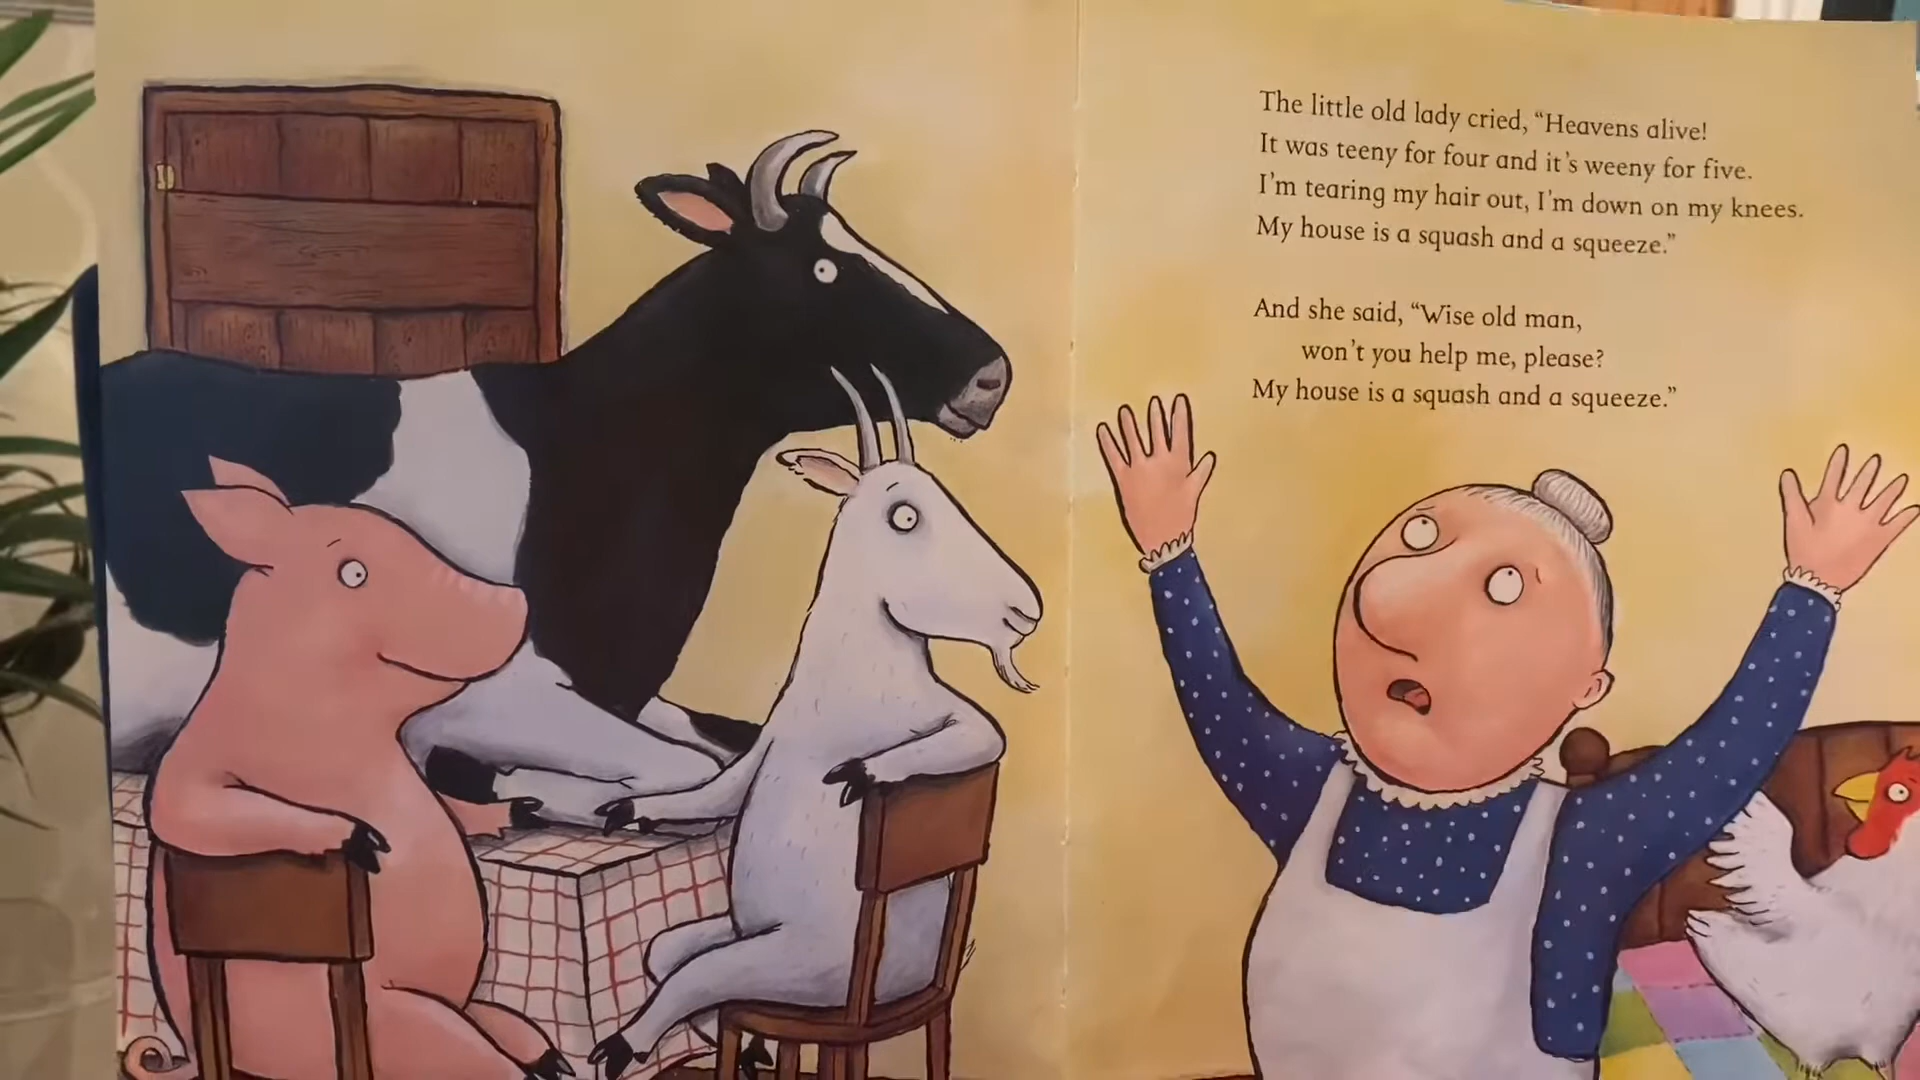 The little old lady cried, “Heavens alive!
It was teeny for four and it’s weeny for five.
I’m tearing my hair out, I’m down on my knees.
My house is a squash and a squeeze.”
And she said, “Wise old man,
won’t you help me, please?
My house is a squash and a squeeze.”